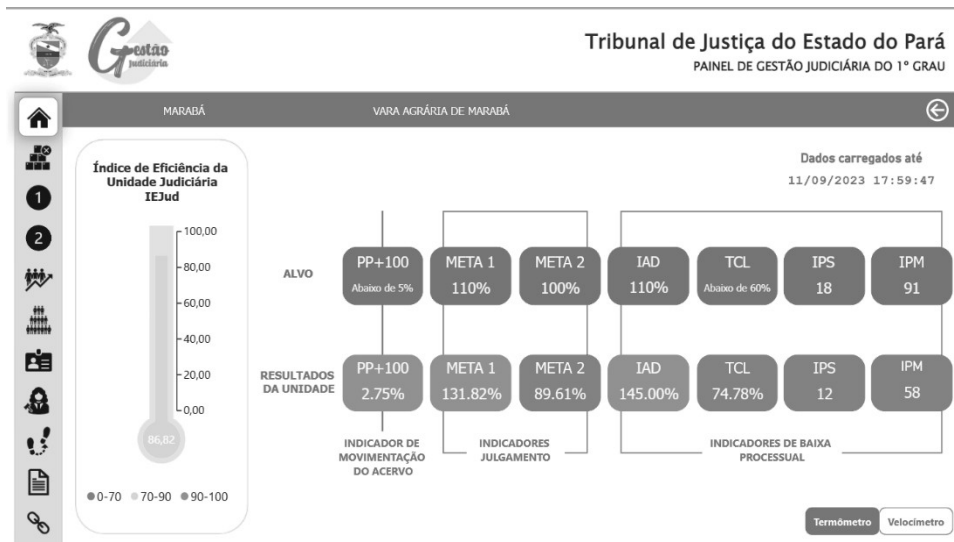 Gestão
Judiciária
Tribunal de Justiça do Estado do Pará
PAINEL DE GESTÃO JUDICIÁRIA DO 1º GRAU
MARABÁ
VARA AGRÁRIA DE MARABÁ
1
2
Índice de Eficiência da
Unidade Judiciária
IEJud
100,00
80,00
60,00
40,00
20,00
0,00
86,82
0-70 70-90 90-100
Dados carregados até
11/09/2023 17:59:47
ALVO
PP+100
Abaixo de 5%
META 1
110%
META 2
100%
IAD
110%
TCL
Abaixo de 60%
IPS
18
IPM
91
RESULTADOS
DA UNIDADE
PP+100
2.75%
META 1
131.82%
META 2
89.61%
IAD
145.00%
TCL
74.78%
IPS
12
IPM
58
INDICADOR DE
MOVIMENTAÇÃO
DO ACERVO
INDICADORES
JULGAMENTO
INDICADORES DE BAIXA
PROCESSUAL
Termômetro
Velocímetro